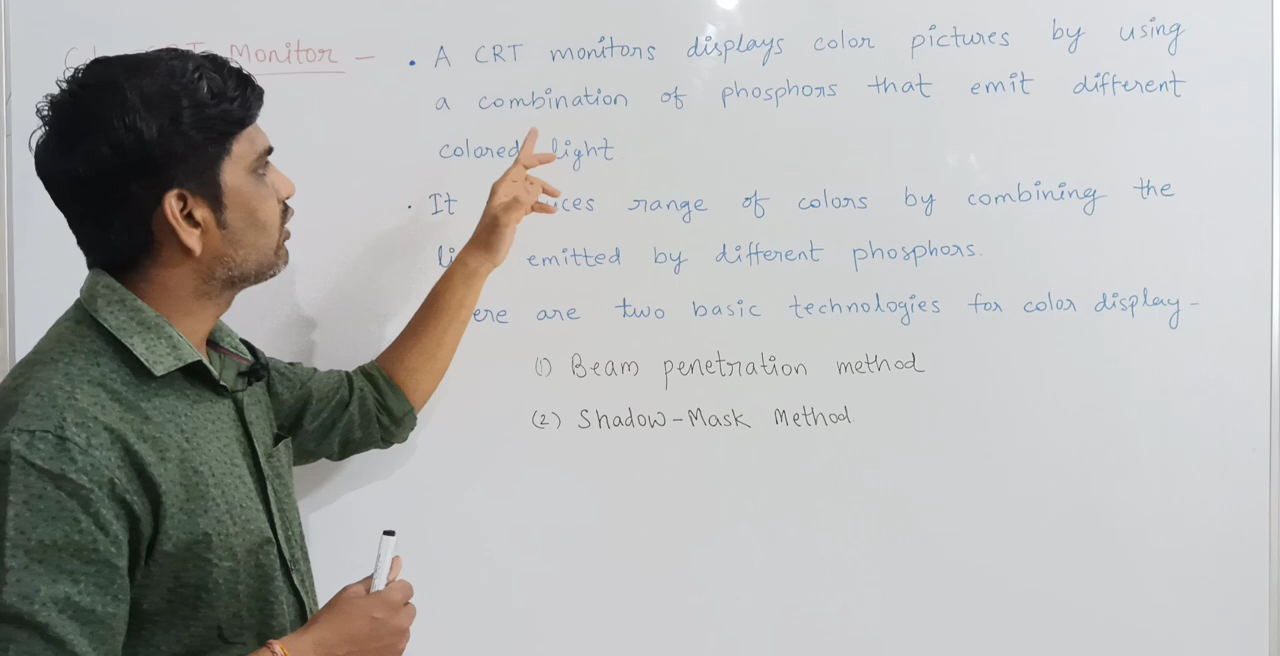 Monitor - • A CRT monitors displays color pictures by using
a combination of phosphors that emit different
colored light
• It range of colors by combining the
emitted by different phosphors.
are two basic technologies for color display -
(1) Beam penetration method
(2) Shadow-Mask Method